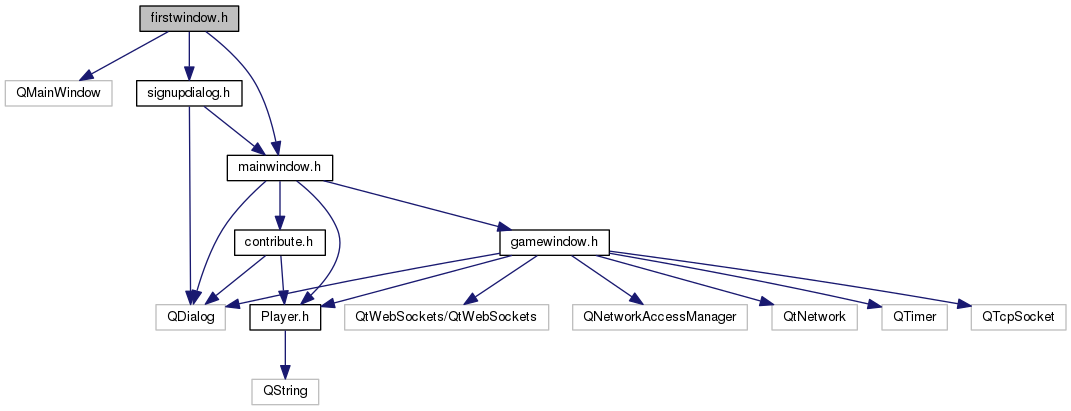 firstwindow.h
QMainWindow
signupdialog.h
mainwindow.h
contribute.h
gamewindow.h
QDialog
Player.h
QtWebSockets/QtWebSockets
QNetworkAccessManager
QtNetwork
QTimer
QTcpSocket
QString